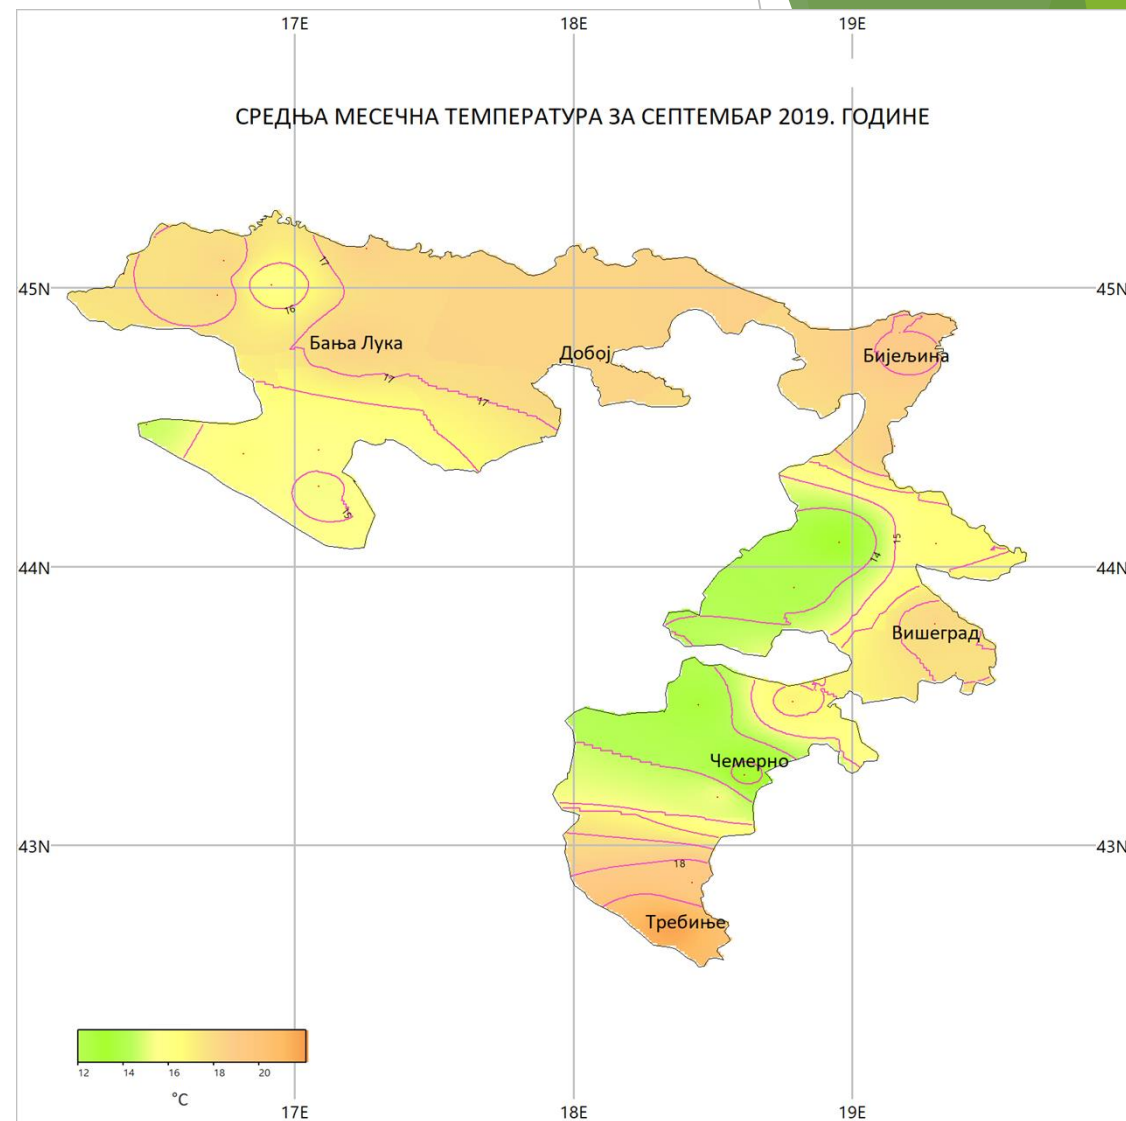 17E 18E 19E
СРЕДЊА МЕСЕЧНА ТЕМПЕРАТУРА ЗА СЕПТЕМБАР 2019. ГОДИНЕ
17
45N 45N
16
Бања Лука
Добој
Бијељина
17
17
15
15
14
44N 44N
Вишеград
Чемерно
43N 43N
18
Требиње
12 14 16 18 20
°C
17E 18E 19E